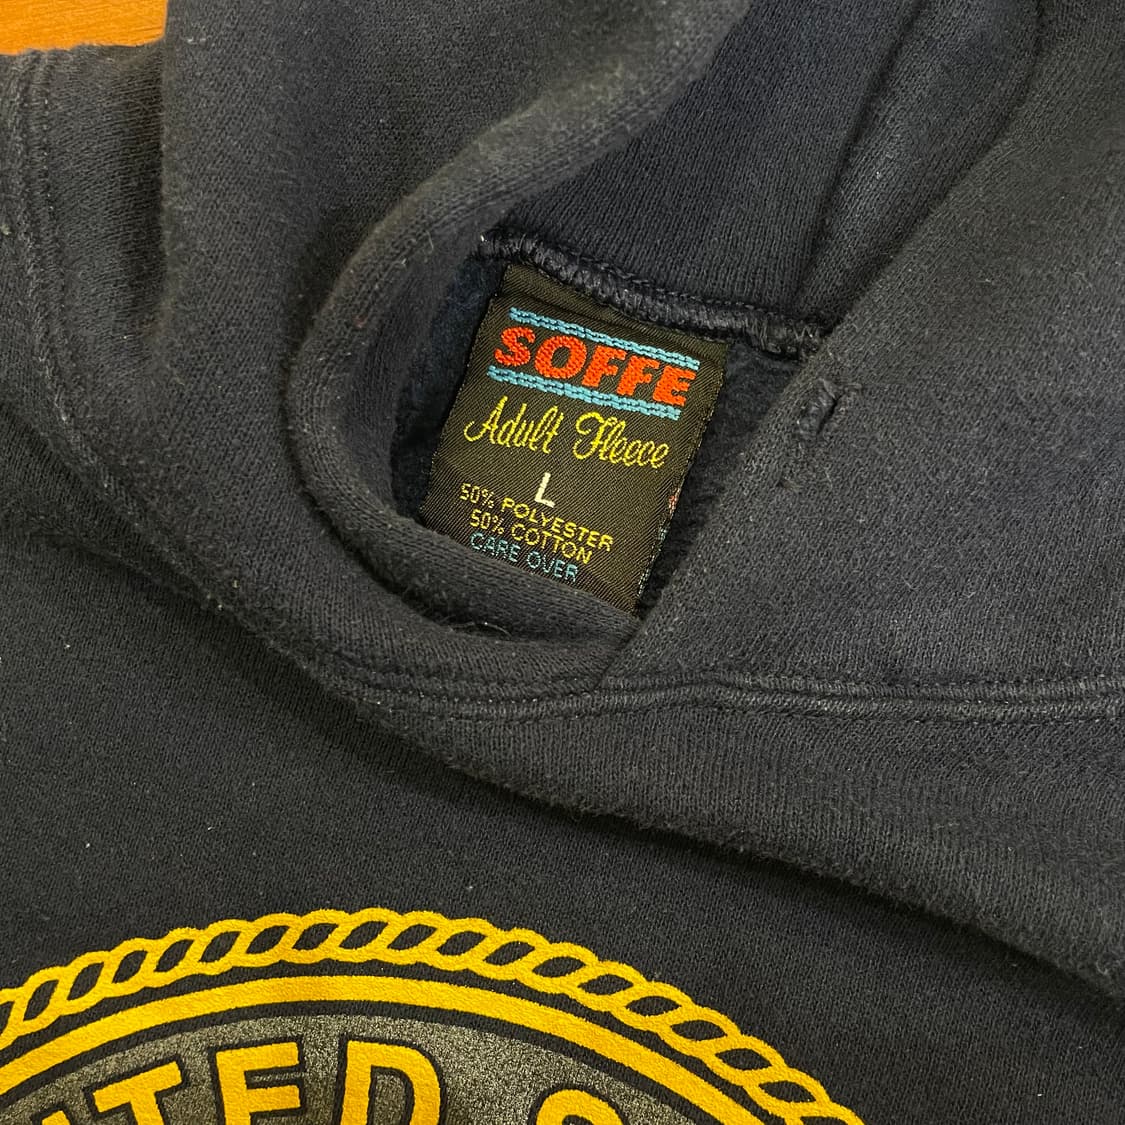 SOFFE
Adult Fleece
L
50% POLYESTER
50% COTTON
CARE OVER